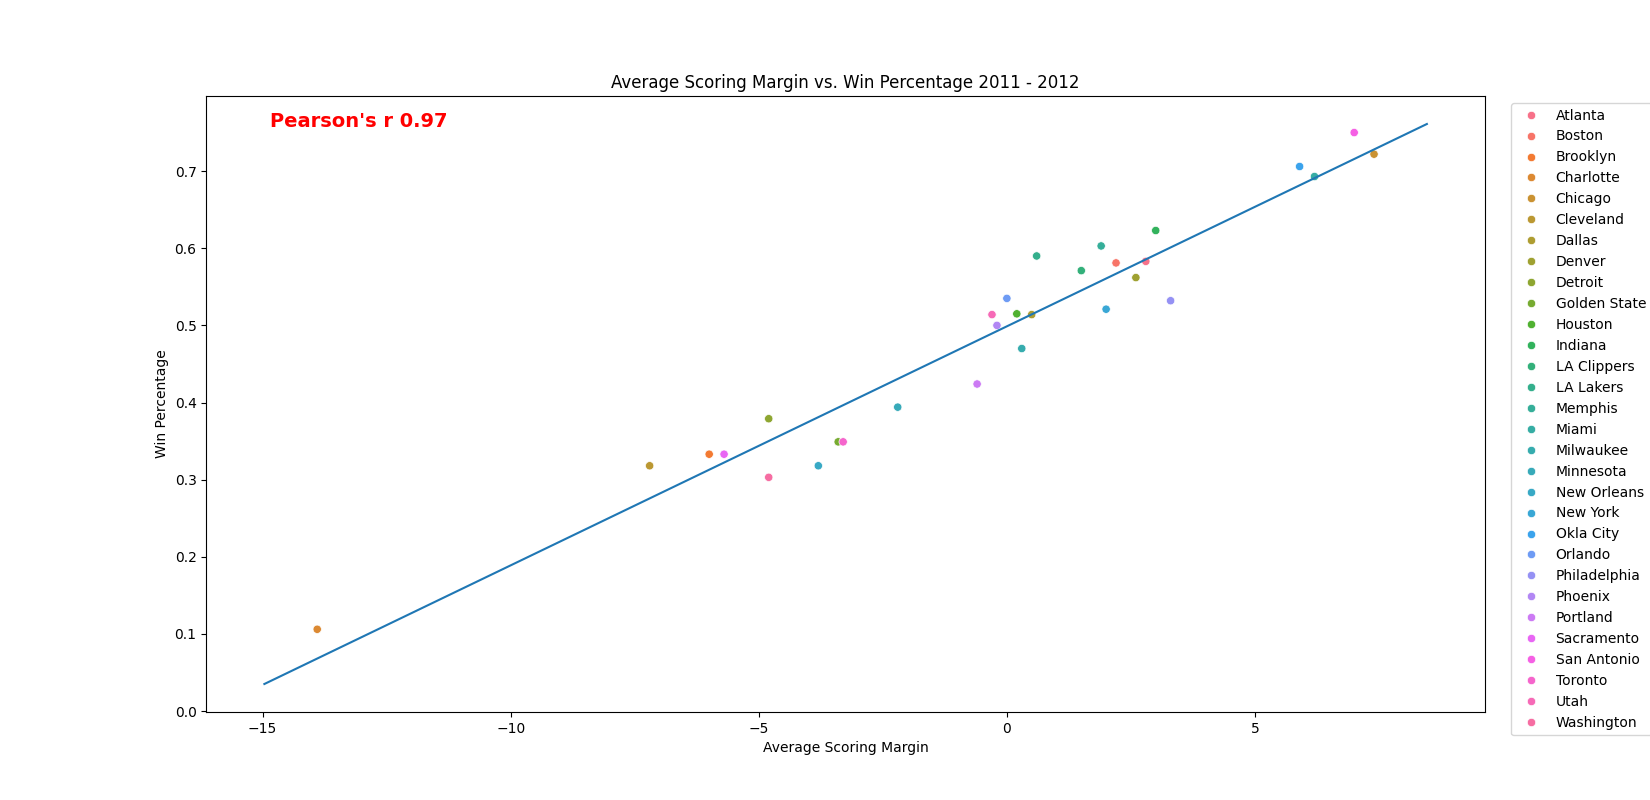 Average Scoring Margin vs. Win Percentage 2011 - 2012
Pearson's r 0.97
Win Percentage
0.7
0.6
0.5
0.4
0.3
0.2
0.1
0.0
−15
−10
−5
0
5
Average Scoring Margin
Atlanta
Boston
Brooklyn
Charlotte
Chicago
Cleveland
Dallas
Denver
Detroit
Golden State
Houston
Indiana
LA Clippers
LA Lakers
Memphis
Miami
Milwaukee
Minnesota
New Orleans
New York
Okla City
Orlando
Philadelphia
Phoenix
Portland
Sacramento
San Antonio
Toronto
Utah
Washington